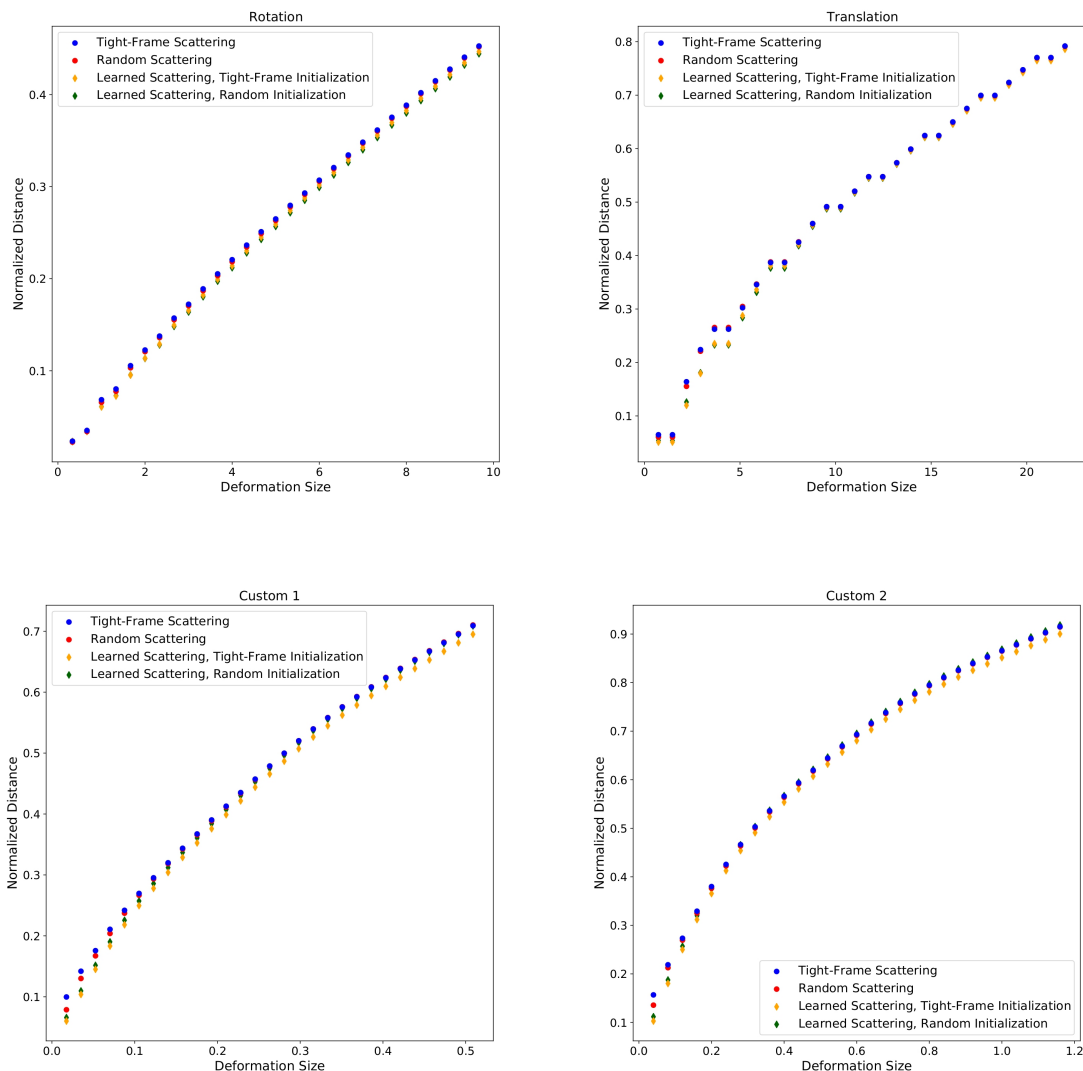 Rotation
Tight-Frame Scattering
Random Scattering
Learned Scattering, Tight-Frame Initialization
Learned Scattering, Random Initialization
0.4
0.3
0.2
0.1
Normalized Distance
0 2 4 6 8 10
Deformation Size
Translation
Tight-Frame Scattering
Random Scattering
Learned Scattering, Tight-Frame Initialization
Learned Scattering, Random Initialization
0.8
0.7
0.6
0.5
0.4
0.3
0.2
0.1
Normalized Distance
0 5 10 15 20
Deformation Size
Custom 1
Tight-Frame Scattering
Random Scattering
Learned Scattering, Tight-Frame Initialization
Learned Scattering, Random Initialization
0.7
0.6
0.5
0.4
0.3
0.2
0.1
Normalized Distance
0.0 0.1 0.2 0.3 0.4 0.5
Deformation Size
Custom 2
0.9
0.8
0.7
0.6
0.5
0.4
0.3
0.2
0.1
Normalized Distance
Tight-Frame Scattering
Random Scattering
Learned Scattering, Tight-Frame Initialization
Learned Scattering, Random Initialization
0.0 0.2 0.4 0.6 0.8 1.0 1.2
Deformation Size